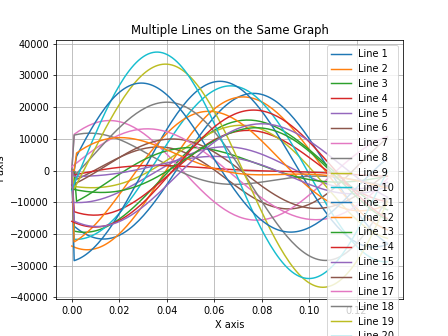 Multiple Lines on the Same Graph
40000
30000
20000
10000
0
−10000
−20000
−30000
−40000
axis
0.00
0.02
0.04
0.06
0.08
0.10
X axis
Line 1
Line 2
Line 3
Line 4
Line 5
Line 6
Line 7
Line 8
Line 9
Line 10
Line 11
Line 12
Line 13
Line 14
Line 15
Line 16
Line 17
Line 18
Line 19
Line 20